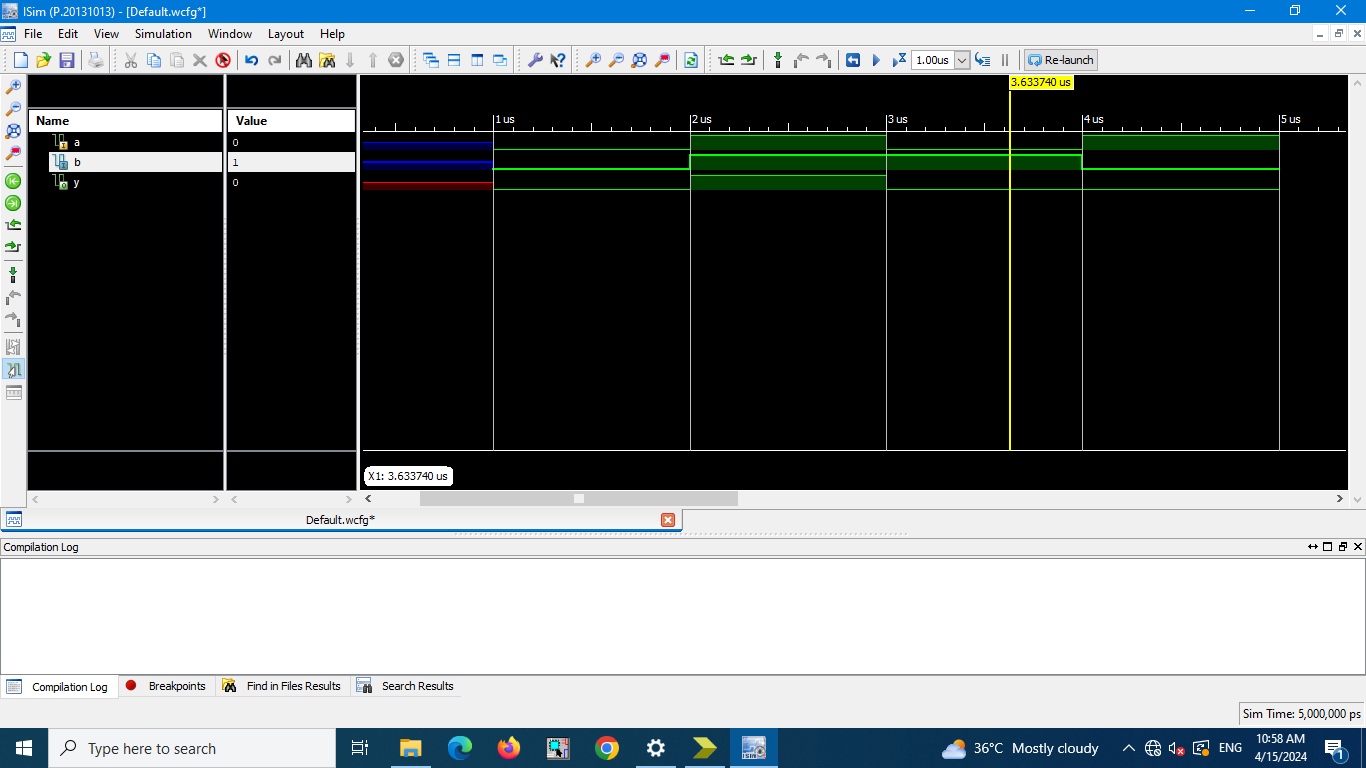 ISim (P.20131013) - [Default.wcfg*]
File Edit View Simulation Window Layout Help
1.00us Re-launch
3.633740 us
Name Value
1 us 2 us 3 us 4 us 5 us
a 0
b 1
y 0
X1: 3.633740 us
Default.wcfg*
Compilation Log
Compilation Log Breakpoints Find in Files Results Search Results
Sim Time: 5,000,000 ps
Type here to search
ISim
36°C Mostly cloudy
ENG
10:58 AM
4/15/2024
1